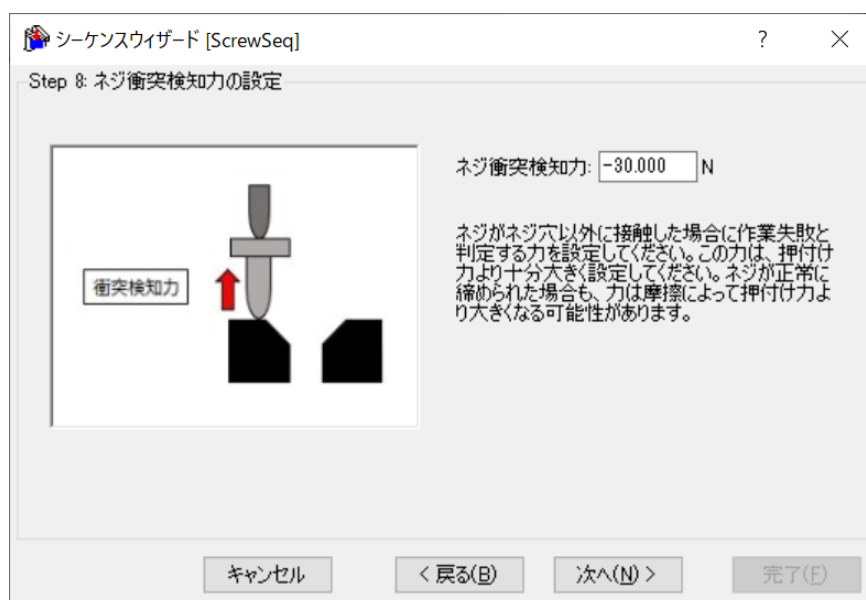 シーケンスウィザード [ScrewSeq]
?
Step 8: ネジ衝突検知力の設定
ネジ衝突検知力: -30.000 N
ネジがネジ穴以外に接触した場合に作業失敗と
判定する力を設定してください。この力は、押付け
力より十分大きく設定してください。ネジが正常に
締められた場合も、力は摩擦によって押付け力よ
り大きくなる可能性があります。
衝突検知力
キャンセル
< 戻る(B)
次へ(N) >
完了(F)